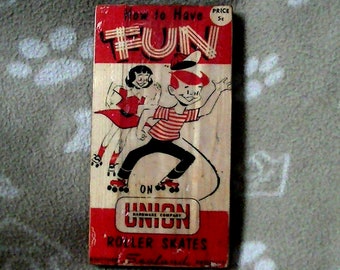 How to Have
PRICE
5¢
FUN
ON
UNION
HARDWARE COMPANY
ROLLER SKATES